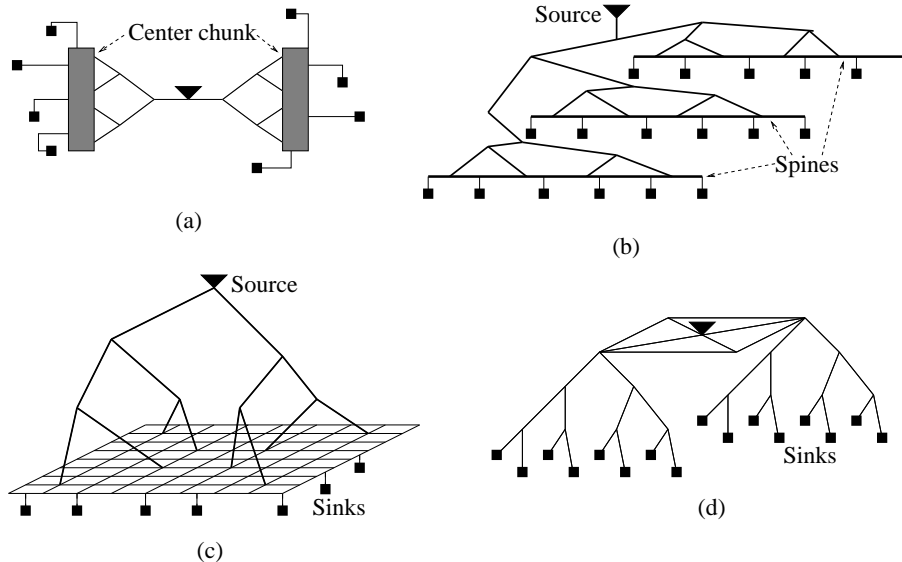 Center chunk
(a)
Source
Spines
(b)
Source
Sinks
(c)
Sinks
(d)